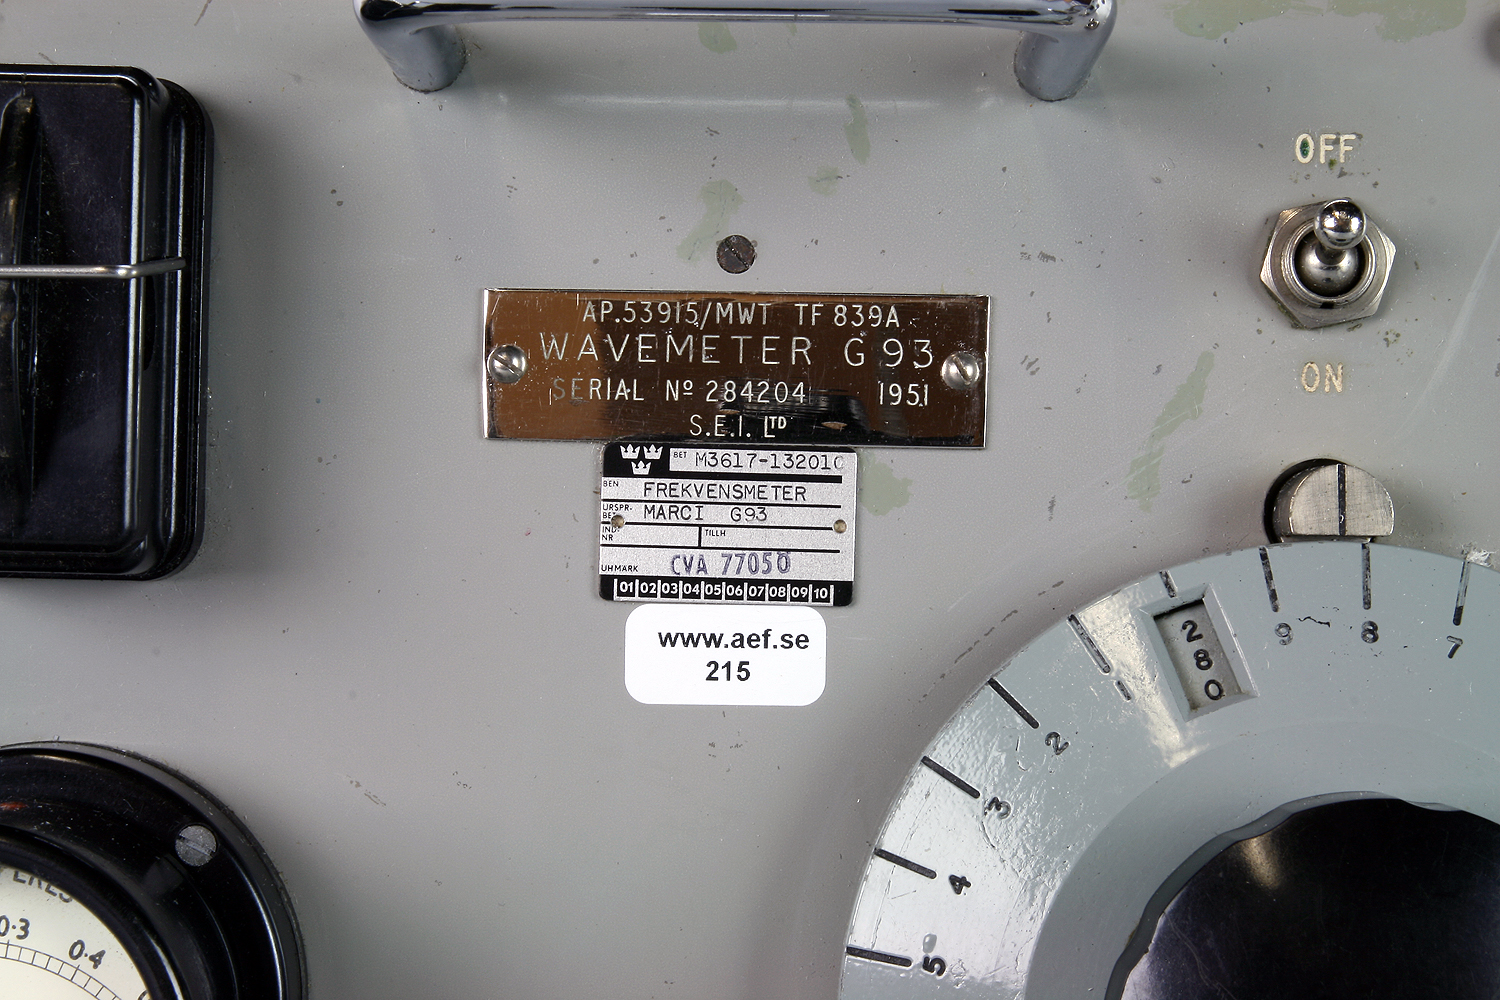 OFF
ON
AP.53915/MWT TF 839A
WAVEMETER G 93
SERIAL Nº 284204 1951
S.E.I. LTD
BET M3617-132010
BEN FREKVENSMETER
URSPR- BET MARCI G93
IND- NR TILLH
UHMARK CVA 77050
01 02 03 04 05 06 07 08 09 10
www.aef.se
215
280
9 8 7
1
2
3
4
5
0·3 0·4